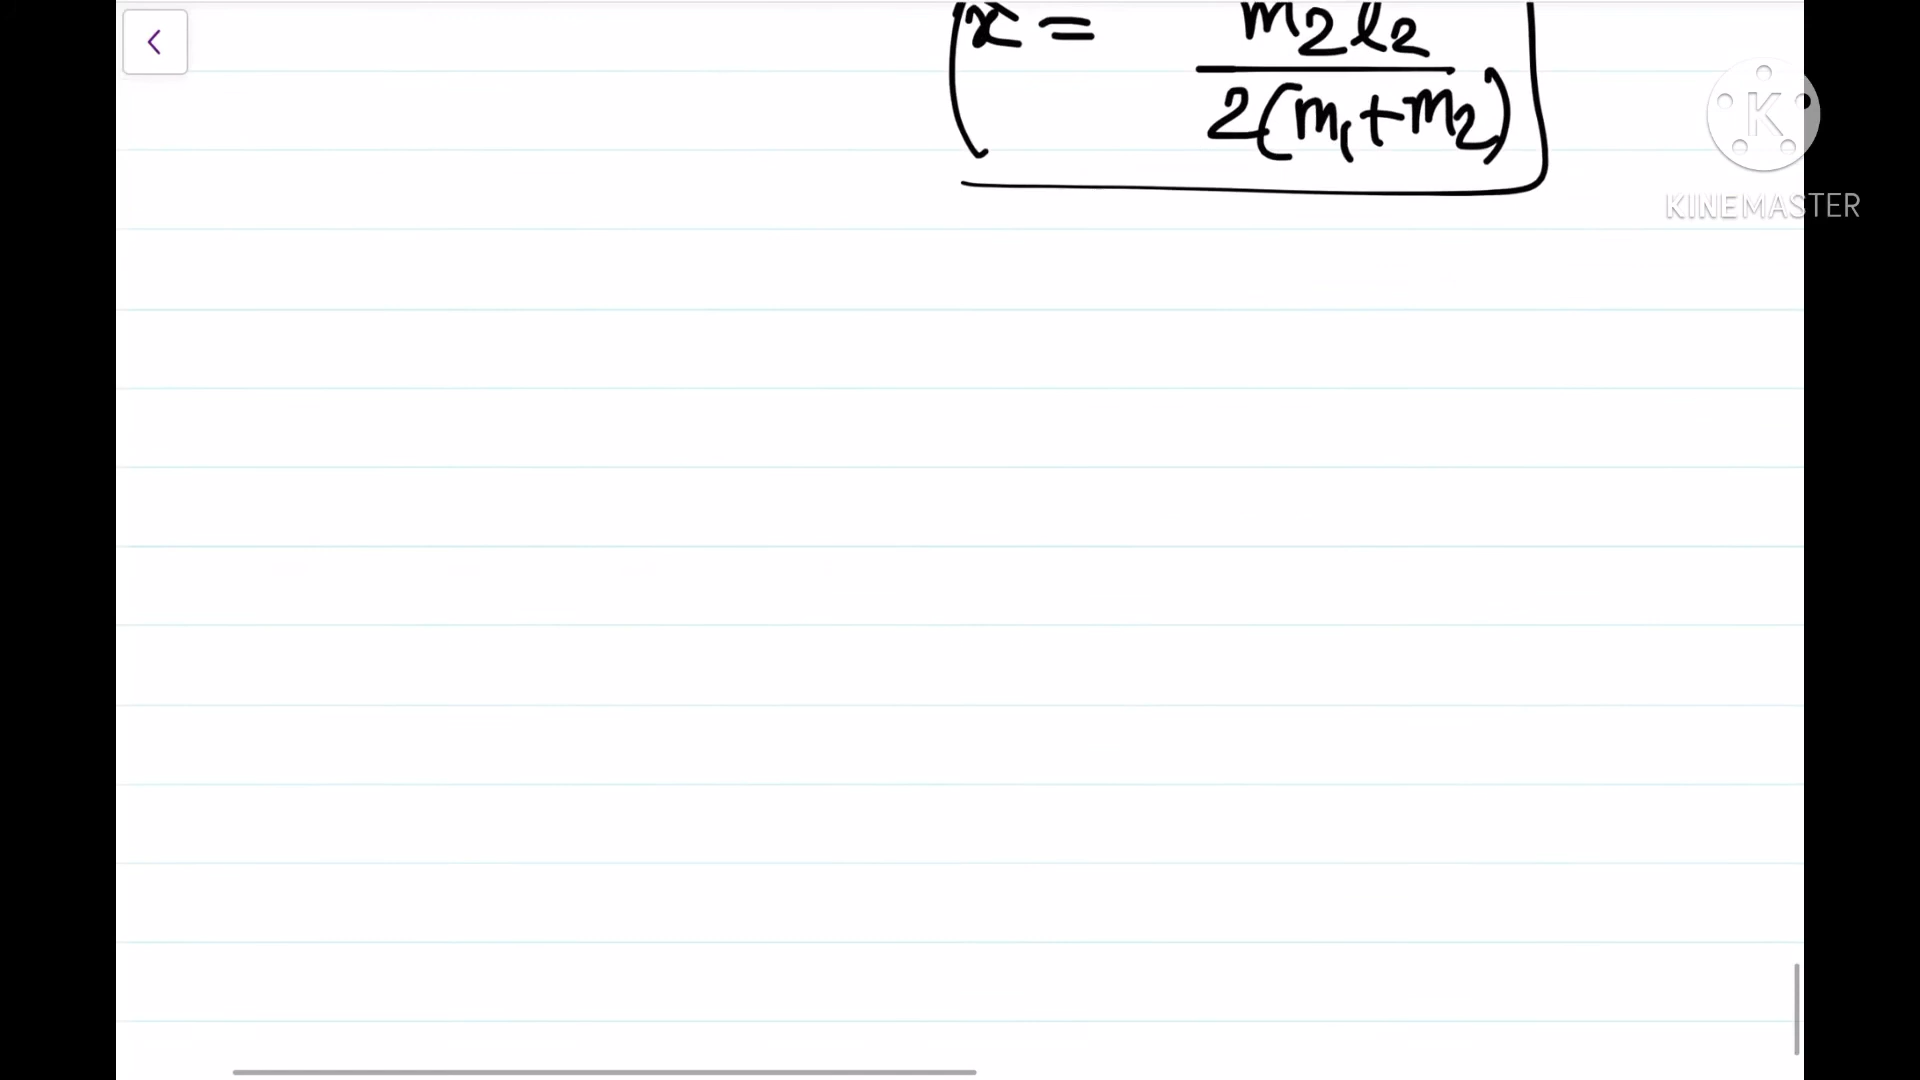 x = m2l2
2(m1+m2)
K
KINEMASTER